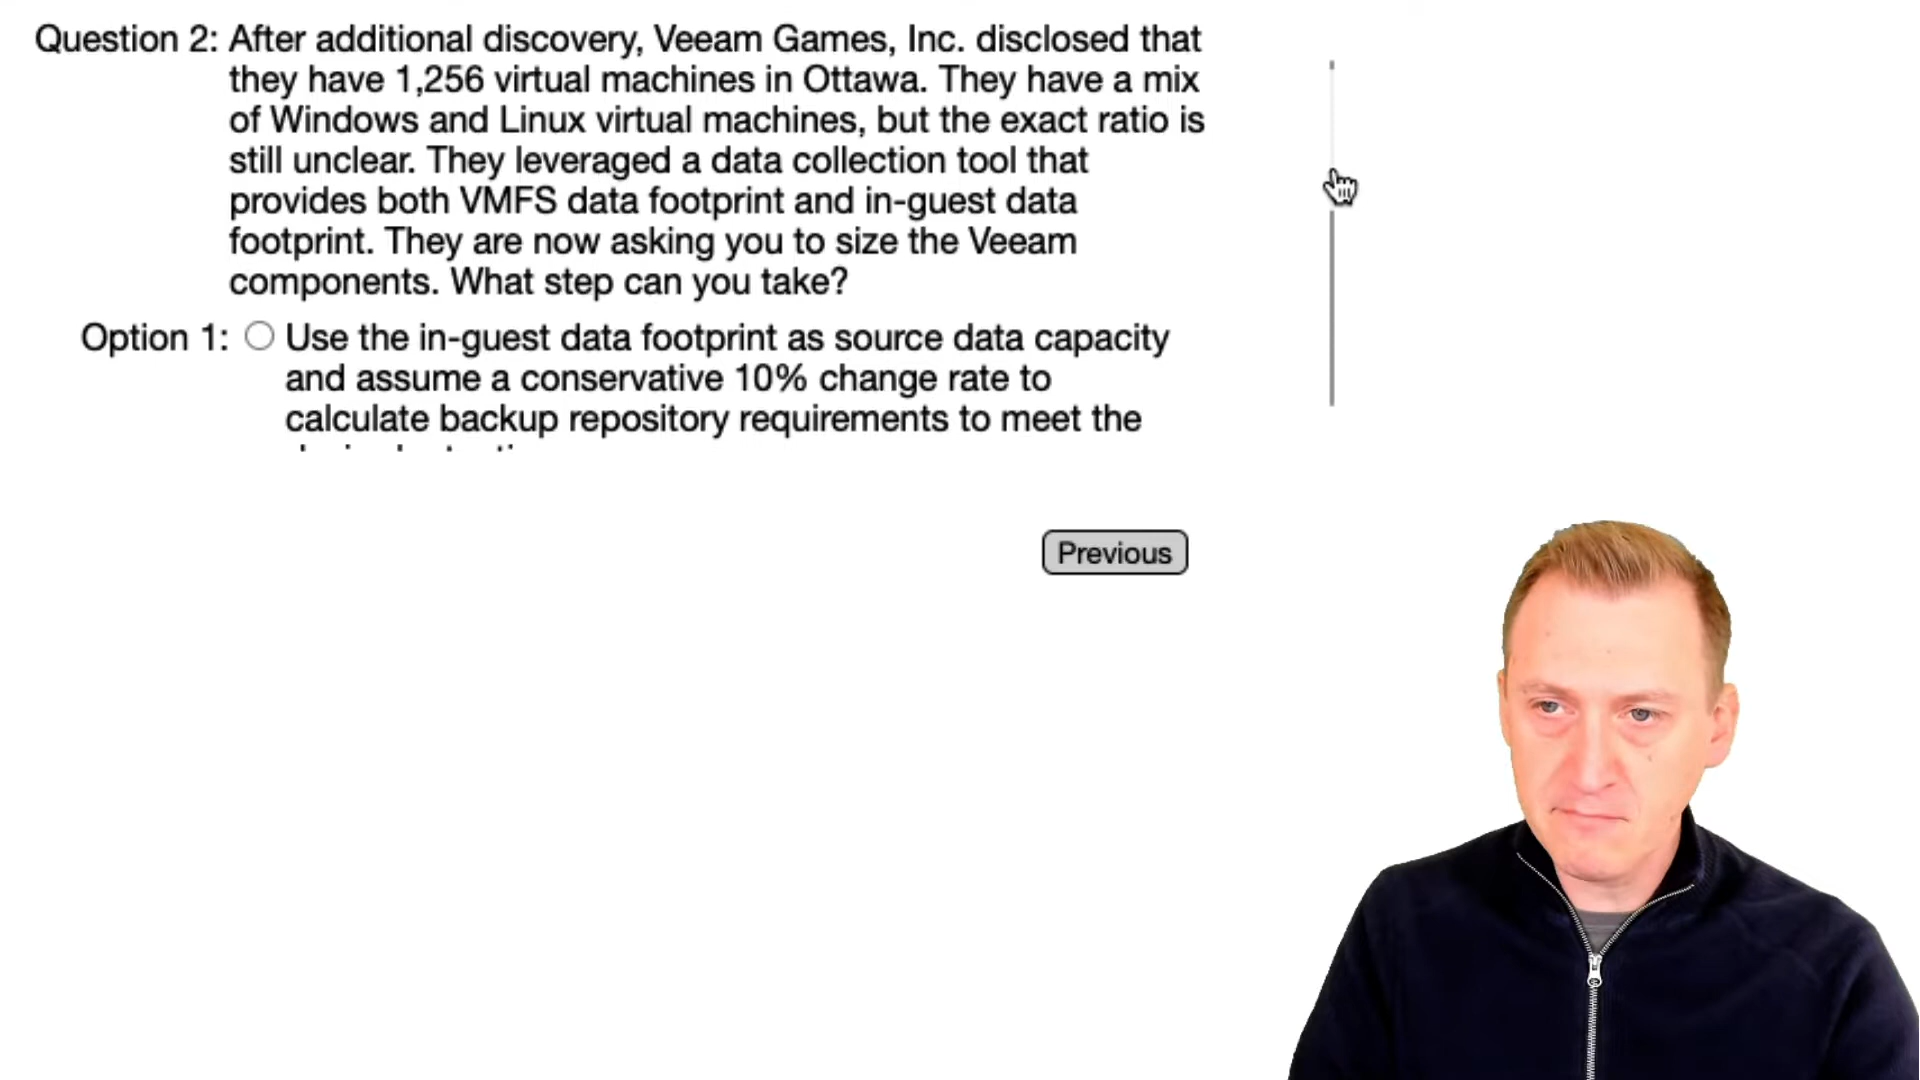 Question 2: After additional discovery, Veeam Games, Inc. disclosed that
they have 1,256 virtual machines in Ottawa. They have a mix
of Windows and Linux virtual machines, but the exact ratio is
still unclear. They leveraged a data collection tool that
provides both VMFS data footprint and in-guest data
footprint. They are now asking you to size the Veeam
components. What step can you take?
Option 1: Use the in-guest data footprint as source data capacity
and assume a conservative 10% change rate to
calculate backup repository requirements to meet the
Previous